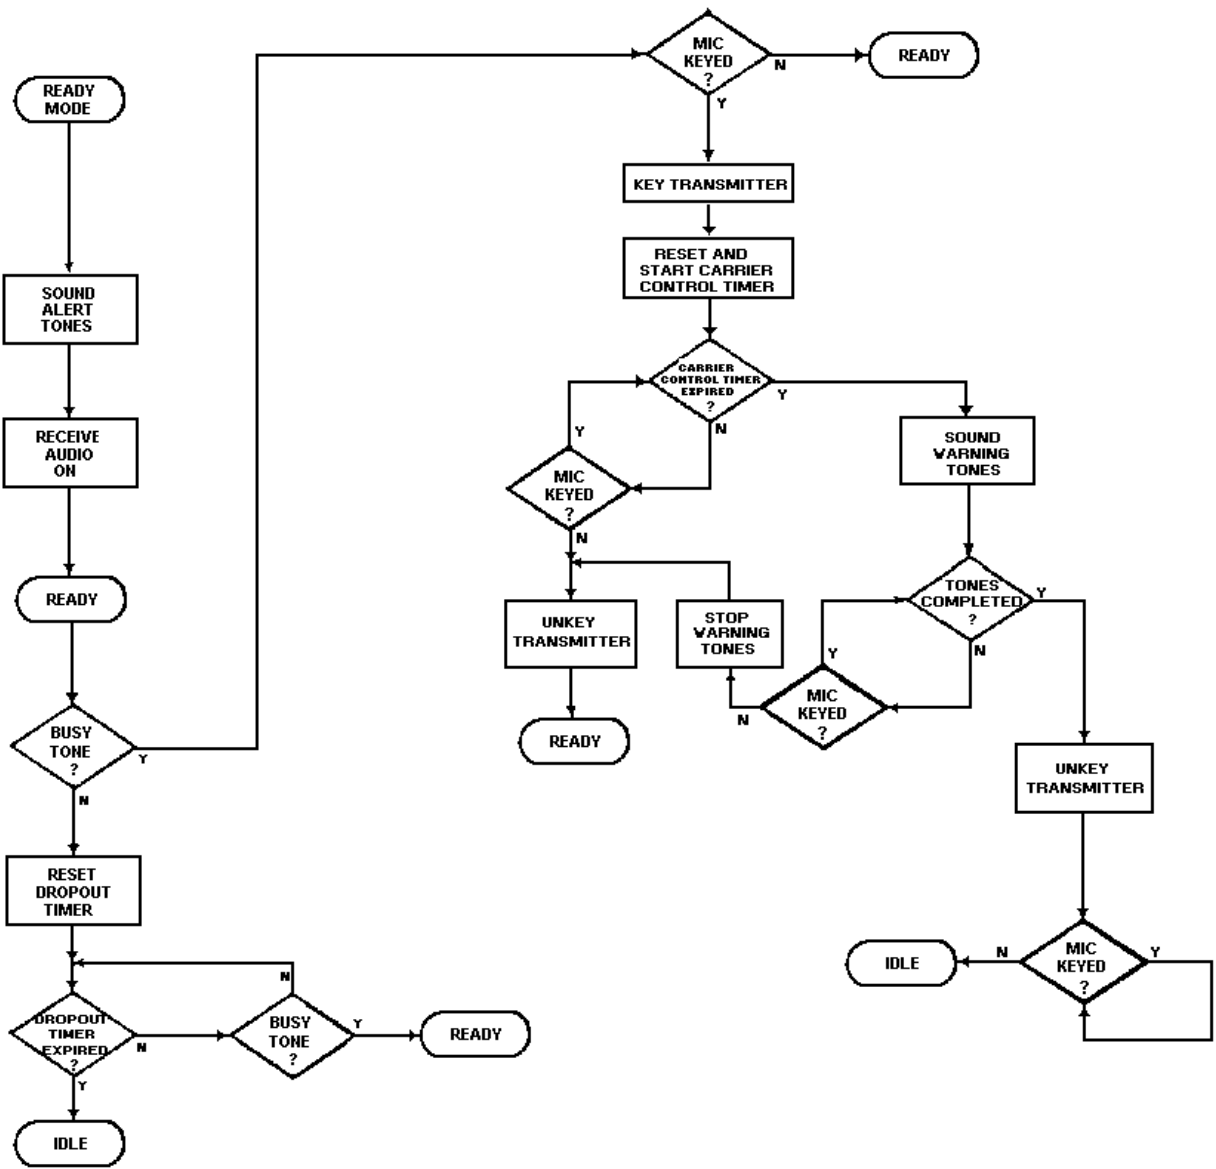 READY
MODE
SOUND
ALERT
TONES
RECEIVE
AUDIO
ON
READY
BUSY
TONE
?
Y
N
RESET
DROPOUT
TIMER
DROPOUT
TIMER
EXPIRED
?
N
Y
IDLE
BUSY
TONE
?
N
Y
READY
MIC
KEYED
?
N
READY
Y
KEY TRANSMITTER
RESET AND
START CARRIER
CONTROL TIMER
CARRIER
CONTROL TIMER
EXPIRED
?
Y
N
MIC
KEYED
?
Y
N
UNKEY
TRANSMITTER
READY
SOUND
WARNING
TONES
TONES
COMPLETED
?
Y
N
MIC
KEYED
?
Y
N
STOP
WARNING
TONES
UNKEY
TRANSMITTER
MIC
KEYED
?
Y
N
IDLE